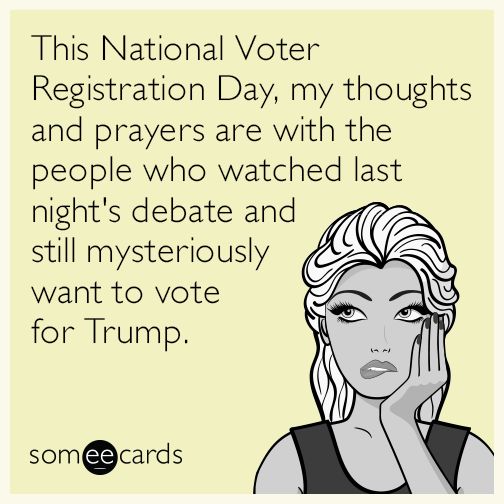 This National Voter
Registration Day, my thoughts
and prayers are with the
people who watched last
night's debate and
still mysteriously
want to vote
for Trump.
someecards